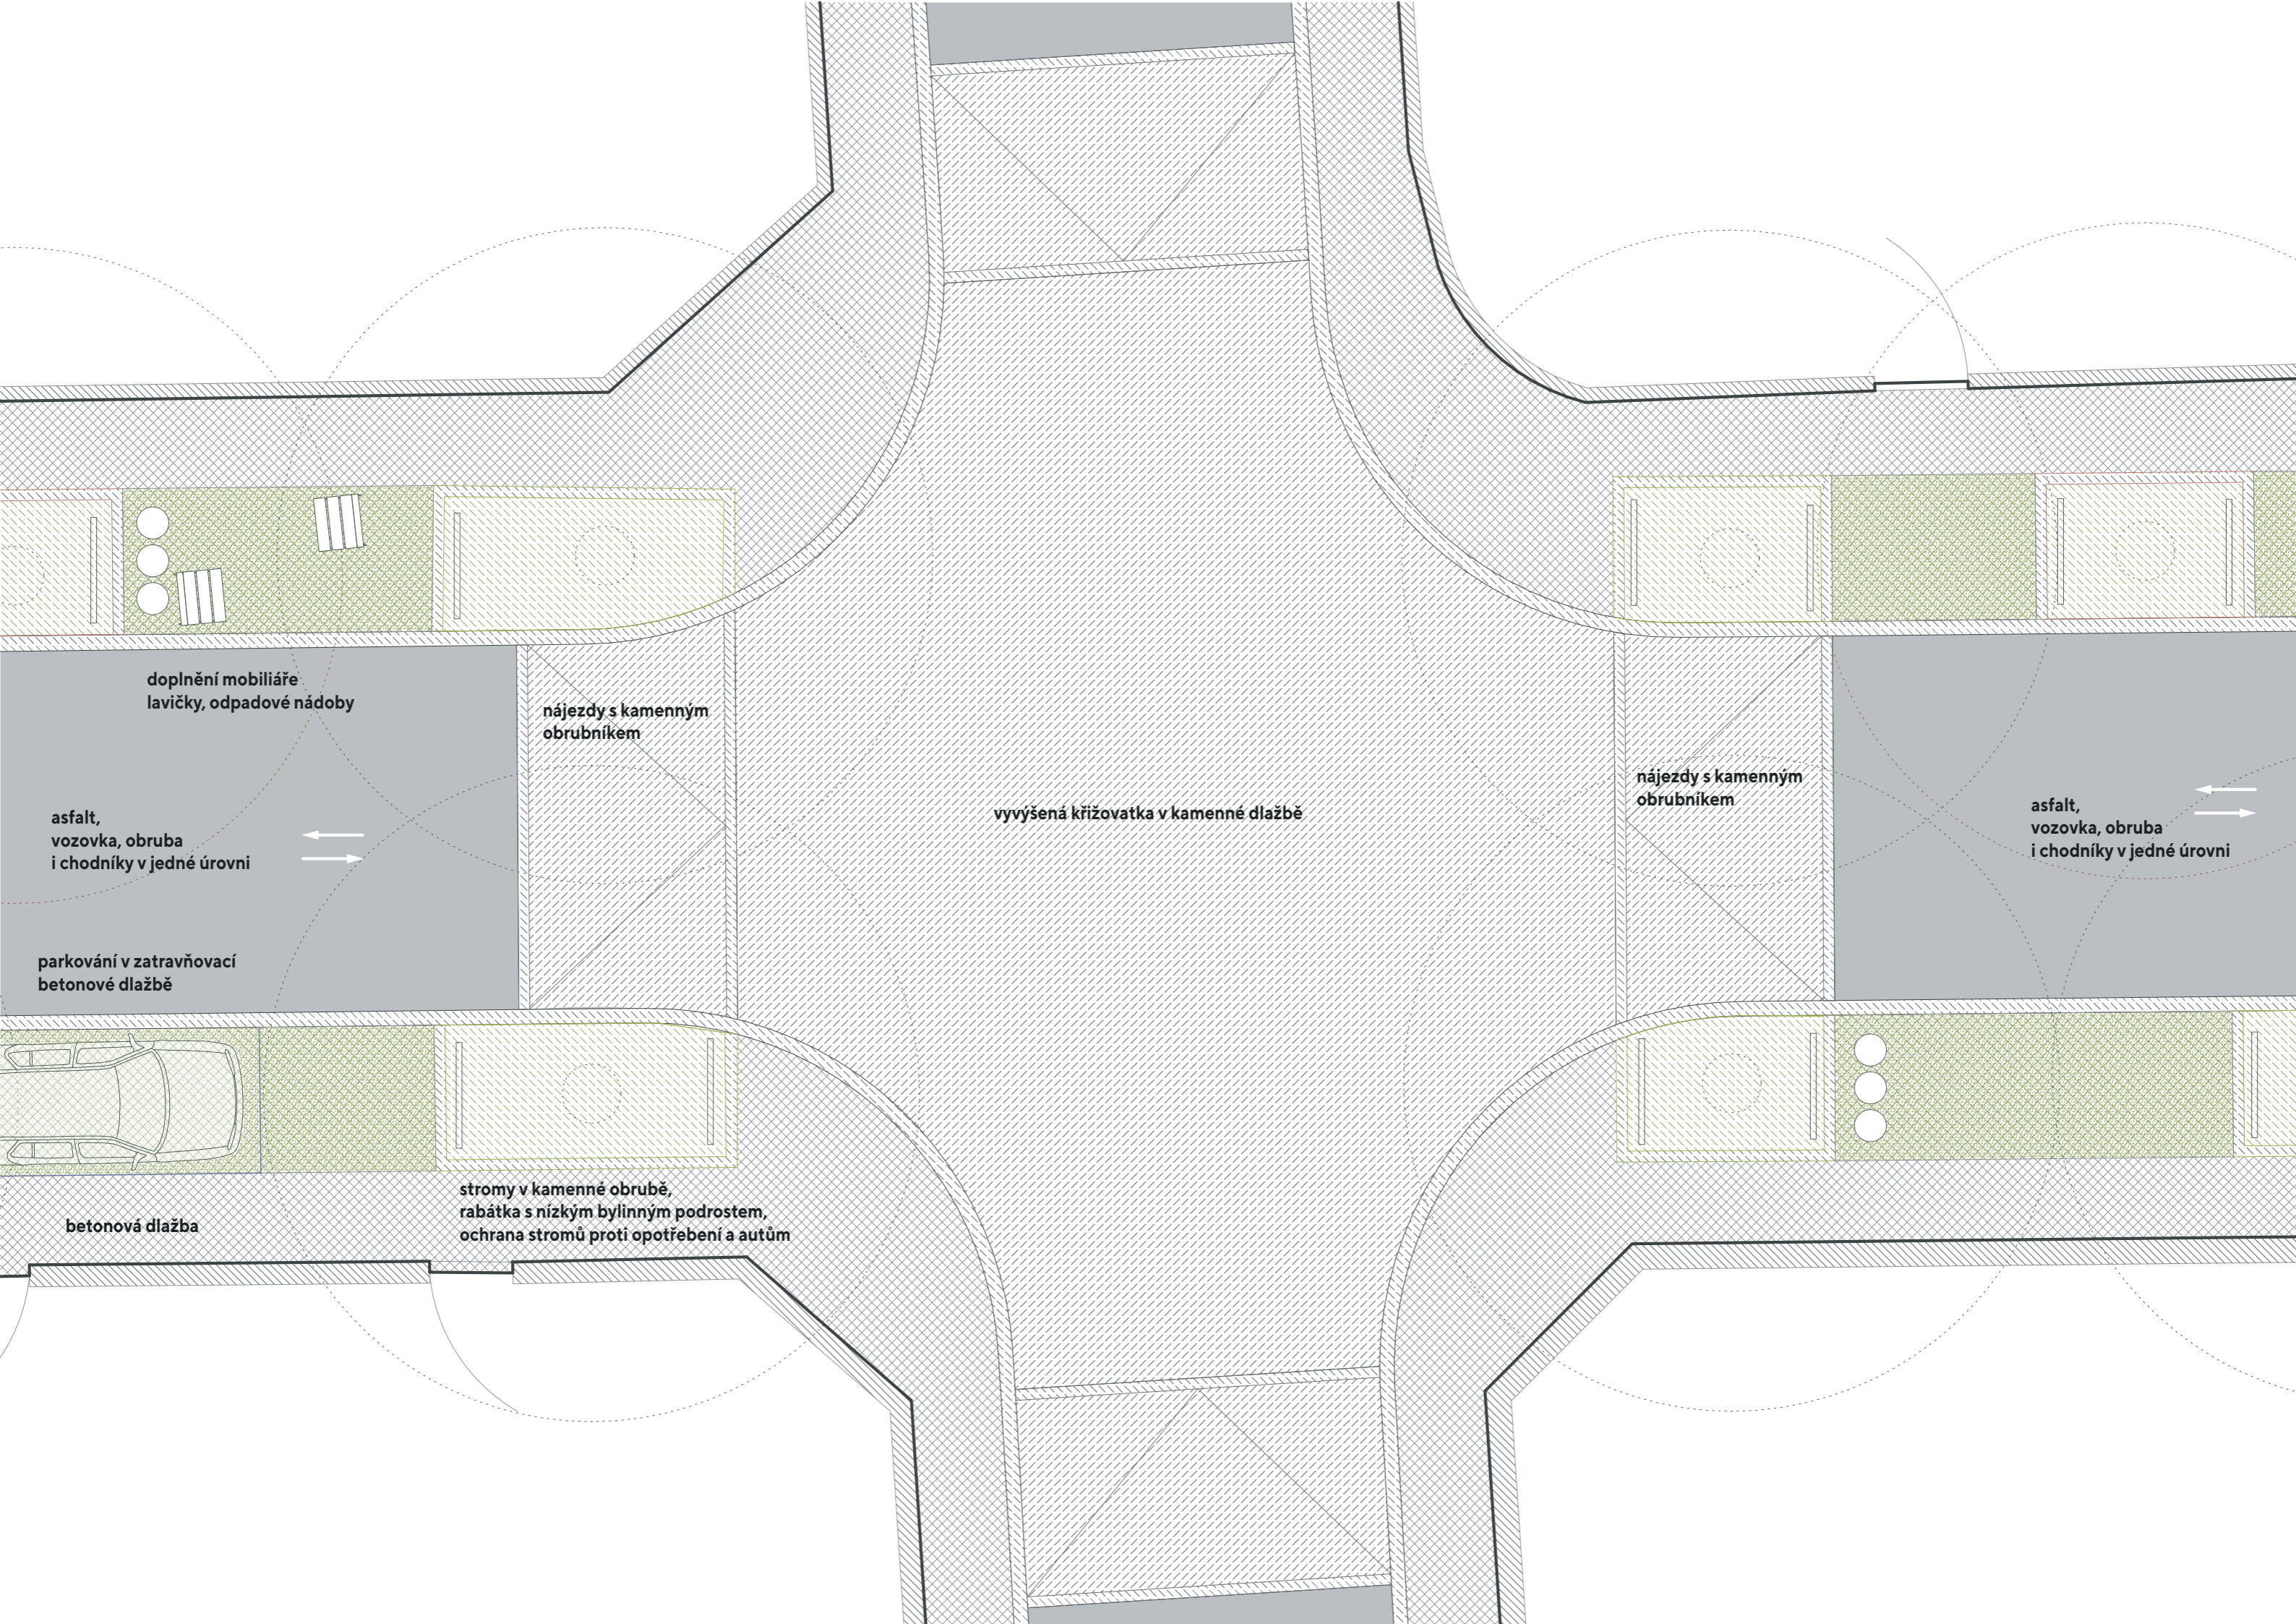 doplnění mobiliáře
lavičky, odpadové nádoby
nájezdy s kamenným
obrubníkem
asfalt,
vozovka, obruba
i chodníky v jedné úrovni
parkování v zatravňovací
betonové dlažbě
vyvýšená křižovatka v kamenné dlažbě
nájezdy s kamenným
obrubníkem
asfalt,
vozovka, obruba
i chodníky v jedné úrovni
betonová dlažba
stromy v kamenné obrubě,
rabátka s nízkým bylinným podrostem,
ochrana stromů proti opotřebení a autům